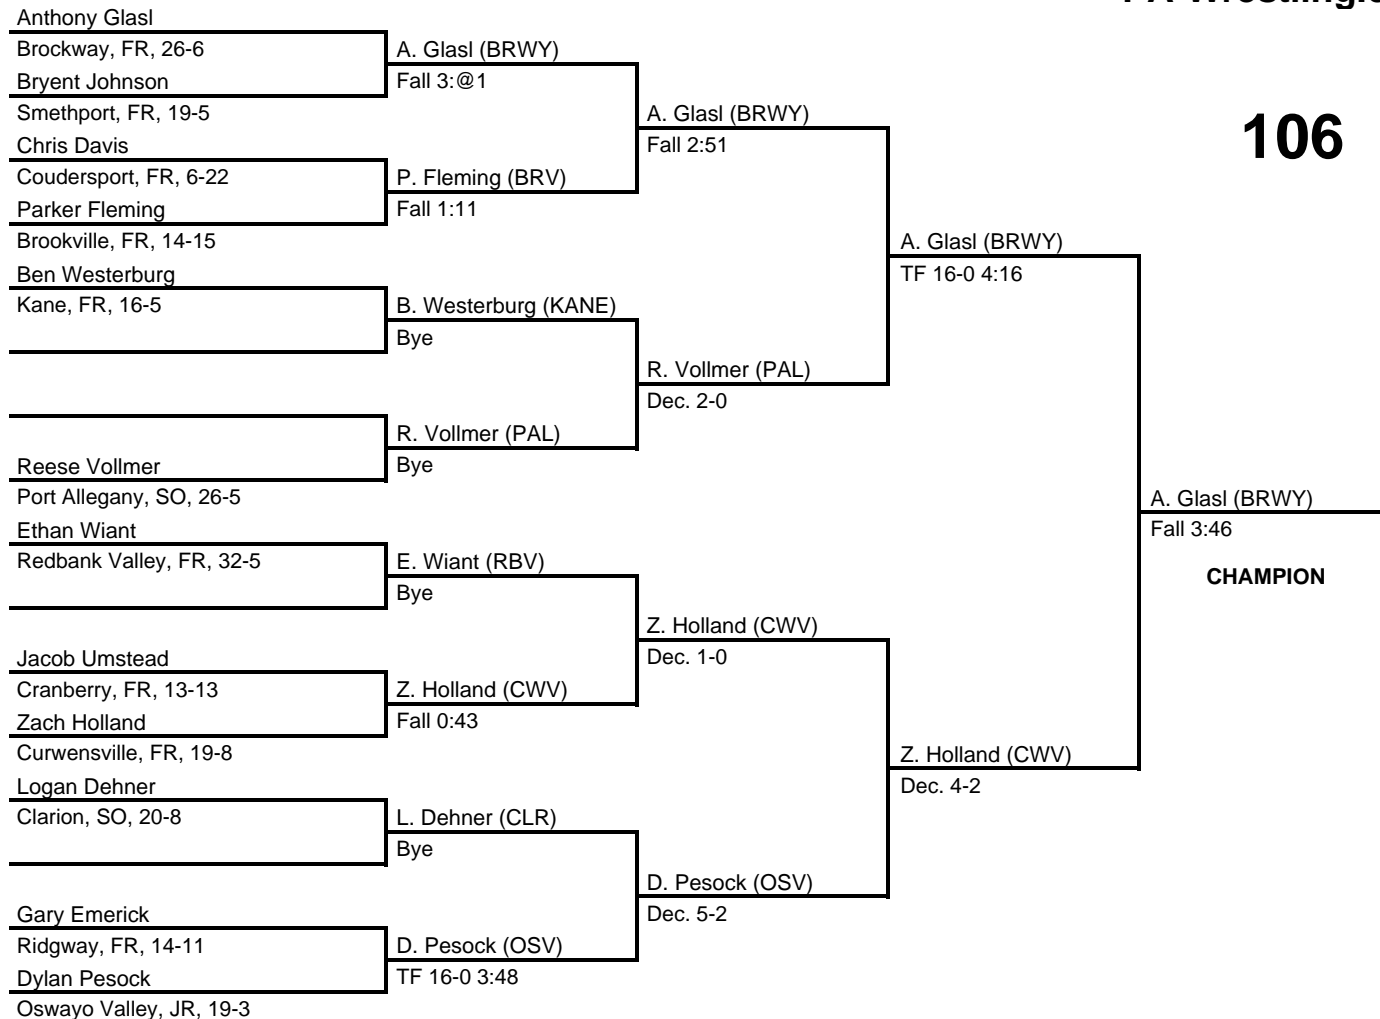 Anthony Glasl
Brockway, FR, 26-6
Bryent Johnson
Smethport, FR, 19-5
Chris Davis
Coudersport, FR, 6-22
Parker Fleming
Brookville, FR, 14-15
Ben Westerburg
Kane, FR, 16-5
Reese Vollmer
Port Allegany, SO, 26-5
Ethan Wiant
Redbank Valley, FR, 32-5
Jacob Umstead
Cranberry, FR, 13-13
Zach Holland
Curwensville, FR, 19-8
Logan Dehner
Clarion, SO, 20-8
Gary Emerick
Ridgway, FR, 14-11
Dylan Pesock
Oswayo Valley, JR, 19-3
A. Glasl (BRWY)
Fall 3:@1
P. Fleming (BRV)
Fall 1:11
B. Westerburg (KANE)
Bye
R. Vollmer (PAL)
Bye
E. Wiant (RBV)
Bye
Z. Holland (CWV)
Fall 0:43
L. Dehner (CLR)
Bye
D. Pesock (OSV)
TF 16-0 3:48
A. Glasl (BRWY)
Fall 2:51
R. Vollmer (PAL)
Dec. 2-0
Z. Holland (CWV)
Dec. 1-0
D. Pesock (OSV)
Dec. 5-2
A. Glasl (BRWY)
TF 16-0 4:16
Z. Holland (CWV)
Dec. 4-2
106
A. Glasl (BRWY)
Fall 3:46
CHAMPION